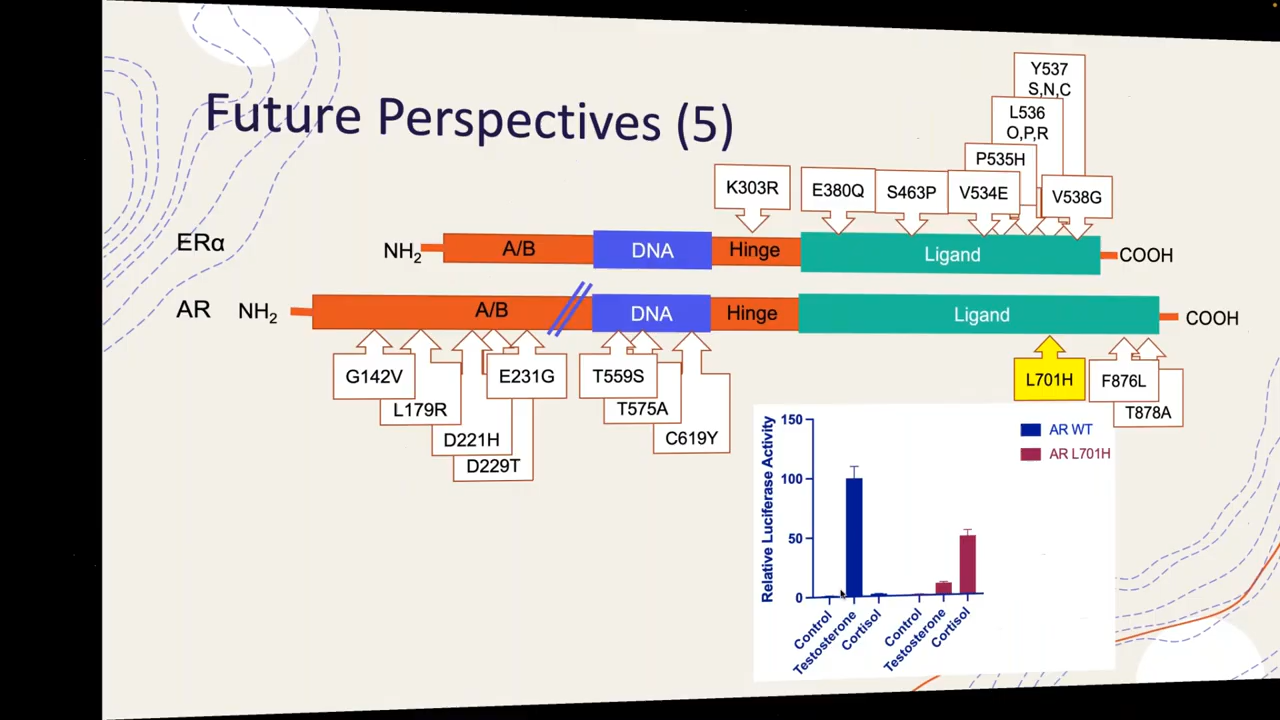 Future Perspectives (5)
Y537
S,N,C
L536
O,P,R
P535H
K303R
E380Q
S463P
V534E
V538G
ERα
NH2
A/B
DNA
Hinge
Ligand
COOH
AR
NH2
A/B
DNA
Hinge
Ligand
COOH
G142V
L179R
D221H
D229T
E231G
T559S
T575A
C619Y
L701H
F876L
T878A
Relative Luciferase Activity
150
100
50
0
Control
Testosterone
Cortisol
Control
Testosterone
Cortisol
AR WT
AR L701H